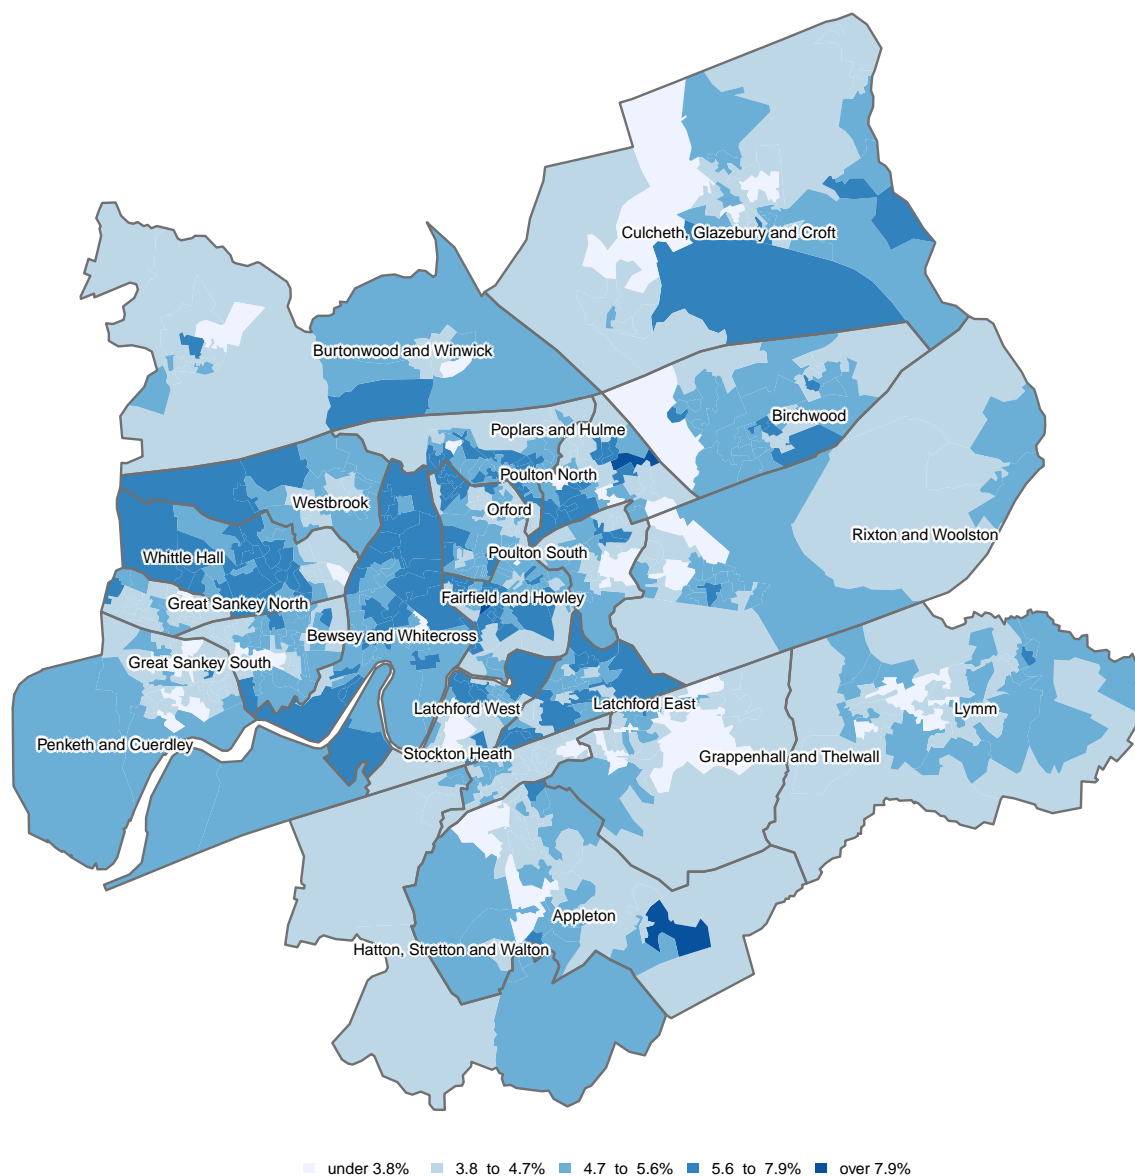 Culcheth, Glazebury and Croft
Burtonwood and Winwick
Birchwood
Poplars and Hulme
Poulton North
Westbrook
Orford
Rixton and Woolston
Poulton South
Whittle Hall
Fairfield and Howley
Great Sankey North
Bewsey and Whitecross
Great Sankey South
Latchford East
Latchford West
Lymm
Penketh and Cuerdley
Stockton Heath
Grappenhall and Thelwall
Appleton
Hatton, Stretton and Walton
under 3.8% 3.8 to 4.7% 4.7 to 5.6% 5.6 to 7.9% over 7.9%